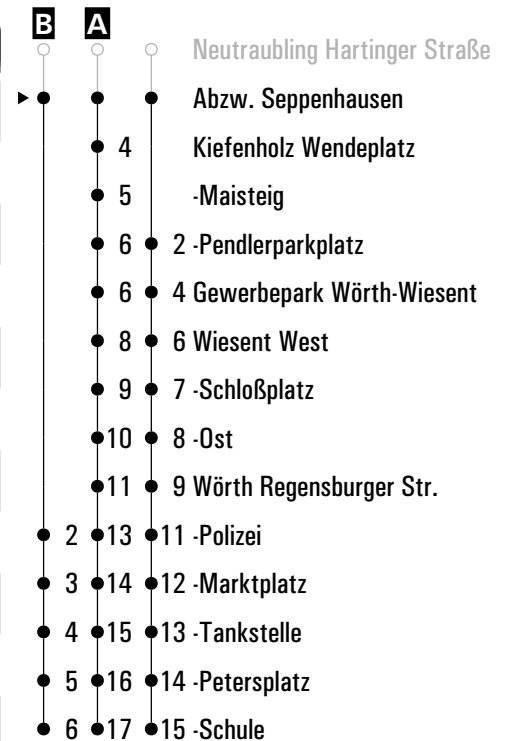 B A
Neutraubling Hartinger Straße
Abzw. Seppenhausen
4 Kiefenholz Wendeplatz
5 -Maisteig
6 2 -Pendlerparkplatz
6 4 Gewerbepark Wörth-Wiesent
8 6 Wiesent West
9 7 -Schloßplatz
10 8 -Ost
11 9 Wörth Regensburger Str.
2 13 11 -Polizei
3 14 12 -Marktplatz
4 15 13 -Tankstelle
5 16 14 -Petersplatz
6 17 15 -Schule